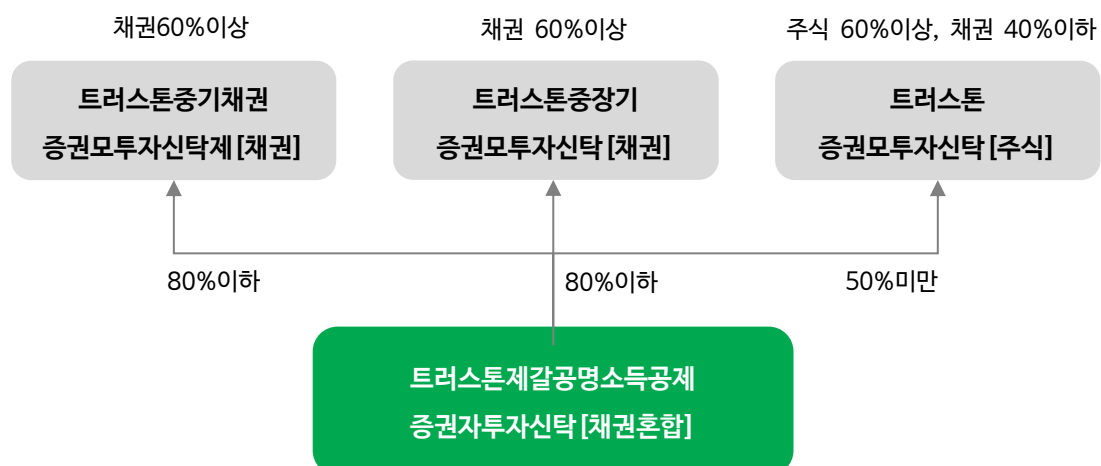 채권60%이상
채권 60%이상
주식 60%이상, 채권 40%이하
트러스톤중기채권
증권모투자신탁제[채권]
트러스톤중장기
증권모투자신탁[채권]
트러스톤
증권모투자신탁[주식]
80%이하
80%이하
50%미만
트러스톤제갈공명소득공제
증권자투자신탁[채권혼합]